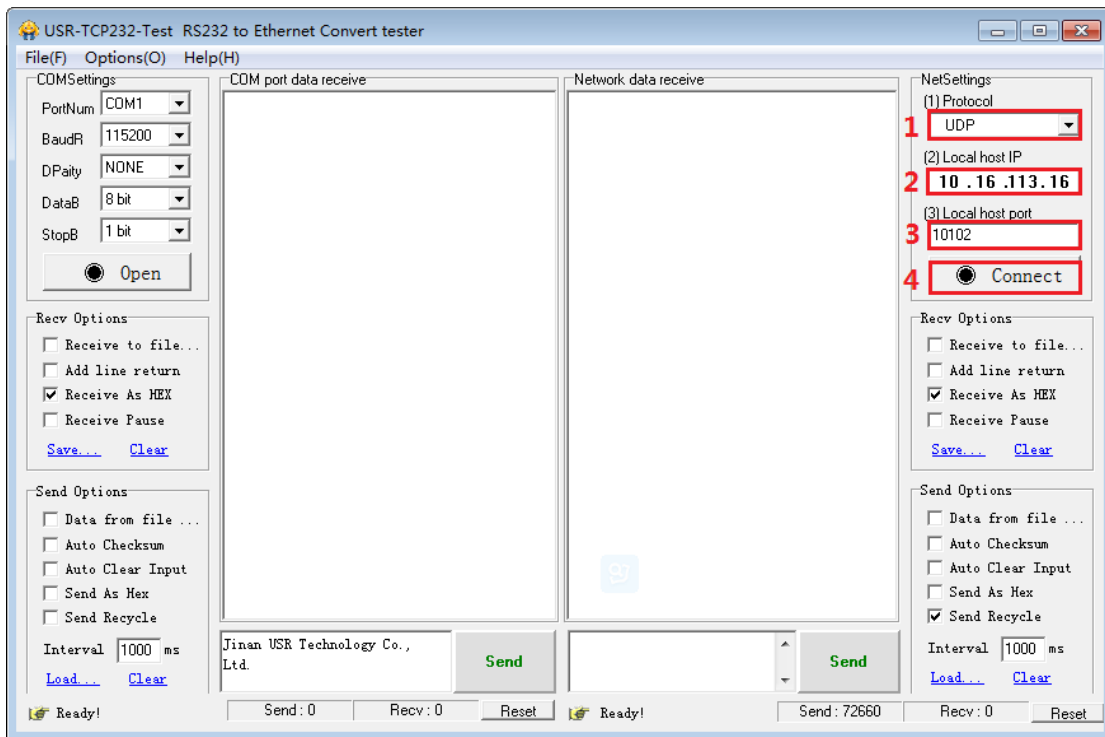 USR-TCP232-Test RS232 to Ethernet Convert tester
File(F) Options(O) Help(H)
COMSettings
PortNum COM1
BaudR 115200
DPaity NONE
DataB 8 bit
StopB 1 bit
Open
Recv Options
Receive to file...
Add line return
Receive As HEX
Receive Pause
Save... Clear
Send Options
Data from file ...
Auto Checksum
Auto Clear Input
Send As Hex
Send Recycle
Interval 1000 ms
Load... Clear
Ready!
COM port data receive
Jinan USR Technology Co.,
Ltd.
Send
Send : 0 Recv : 0 Reset
Network data receive
Send
Ready!
Send : 72660 Recv : 0 Reset
NetSettings
(1) Protocol
1 UDP
(2) Local host IP
2 10 .16 .113. 16
(3) Local host port
3 10102
4 Connect
Recv Options
Receive to file...
Add line return
Receive As HEX
Receive Pause
Save... Clear
Send Options
Data from file ...
Auto Checksum
Auto Clear Input
Send As Hex
Send Recycle
Interval 1000 ms
Load... Clear